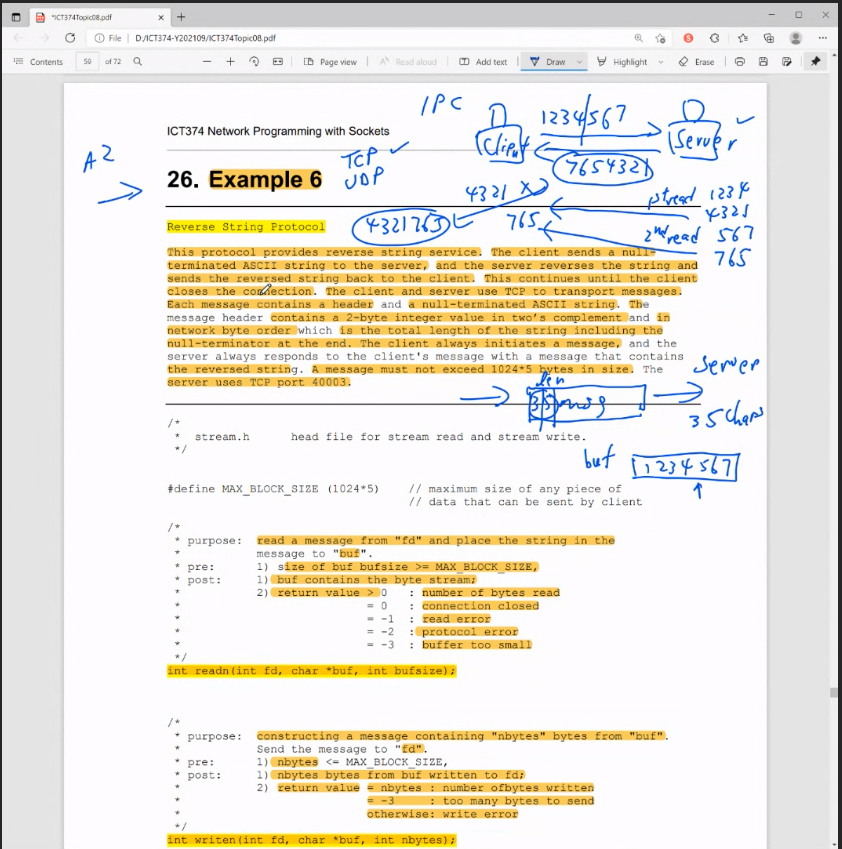 *ICT374Topic08.pdf
File D:/ICT374-Y202109/ICT374Topic08.pdf
Contents 59 of 72 Page view Read aloud Add text Draw Highlight Erase
IPC
Client 1234/567 Server
7654321
ICT374 Network Programming with Sockets
A2
TCP
UDP
26. Example 6
4321 x
1st read 1234
4321
4321765 765
2nd read 567
765
Reverse String Protocol
This protocol provides reverse string service. The client sends a null-
terminated ASCII string to the server, and the server reverses the string and
sends the reversed string back to the client. This continues until the client
closes the connection. The client and server use TCP to transport messages.
Each message contains a header and a null-terminated ASCII string. The
message header contains a 2-byte integer value in two's complement and in
network byte order which is the total length of the string including the
null-terminator at the end. The client always initiates a message, and the
server always responds to the client's message with a message that contains
the reversed string. A message must not exceed 1024*5 bytes in size. The
server uses TCP port 40003.
len
35 msg
Server
35 chars
buf 1234567
/*
* stream.h head file for stream read and stream write.
*/
#define MAX_BLOCK_SIZE (1024*5) // maximum size of any piece of
// data that can be sent by client
/*
* purpose: read a message from "fd" and place the string in the
* message to "buf".
* pre: 1) size of buf bufsize >= MAX_BLOCK_SIZE,
* post: 1) buf contains the byte stream;
* 2) return value > 0 : number of bytes read
* = 0 : connection closed
* = -1 : read error
* = -2 : protocol error
* = -3 : buffer too small
*/
int readn(int fd, char *buf, int bufsize);
/*
* purpose: constructing a message containing "nbytes" bytes from "buf".
* Send the message to "fd".
* pre: 1) nbytes <= MAX_BLOCK_SIZE,
* post: 1) nbytes bytes from buf written to fd;
* 2) return value = nbytes : number ofbytes written
* = -3 : too many bytes to send
* otherwise: write error
*/
int writen(int fd, char *buf, int nbytes);